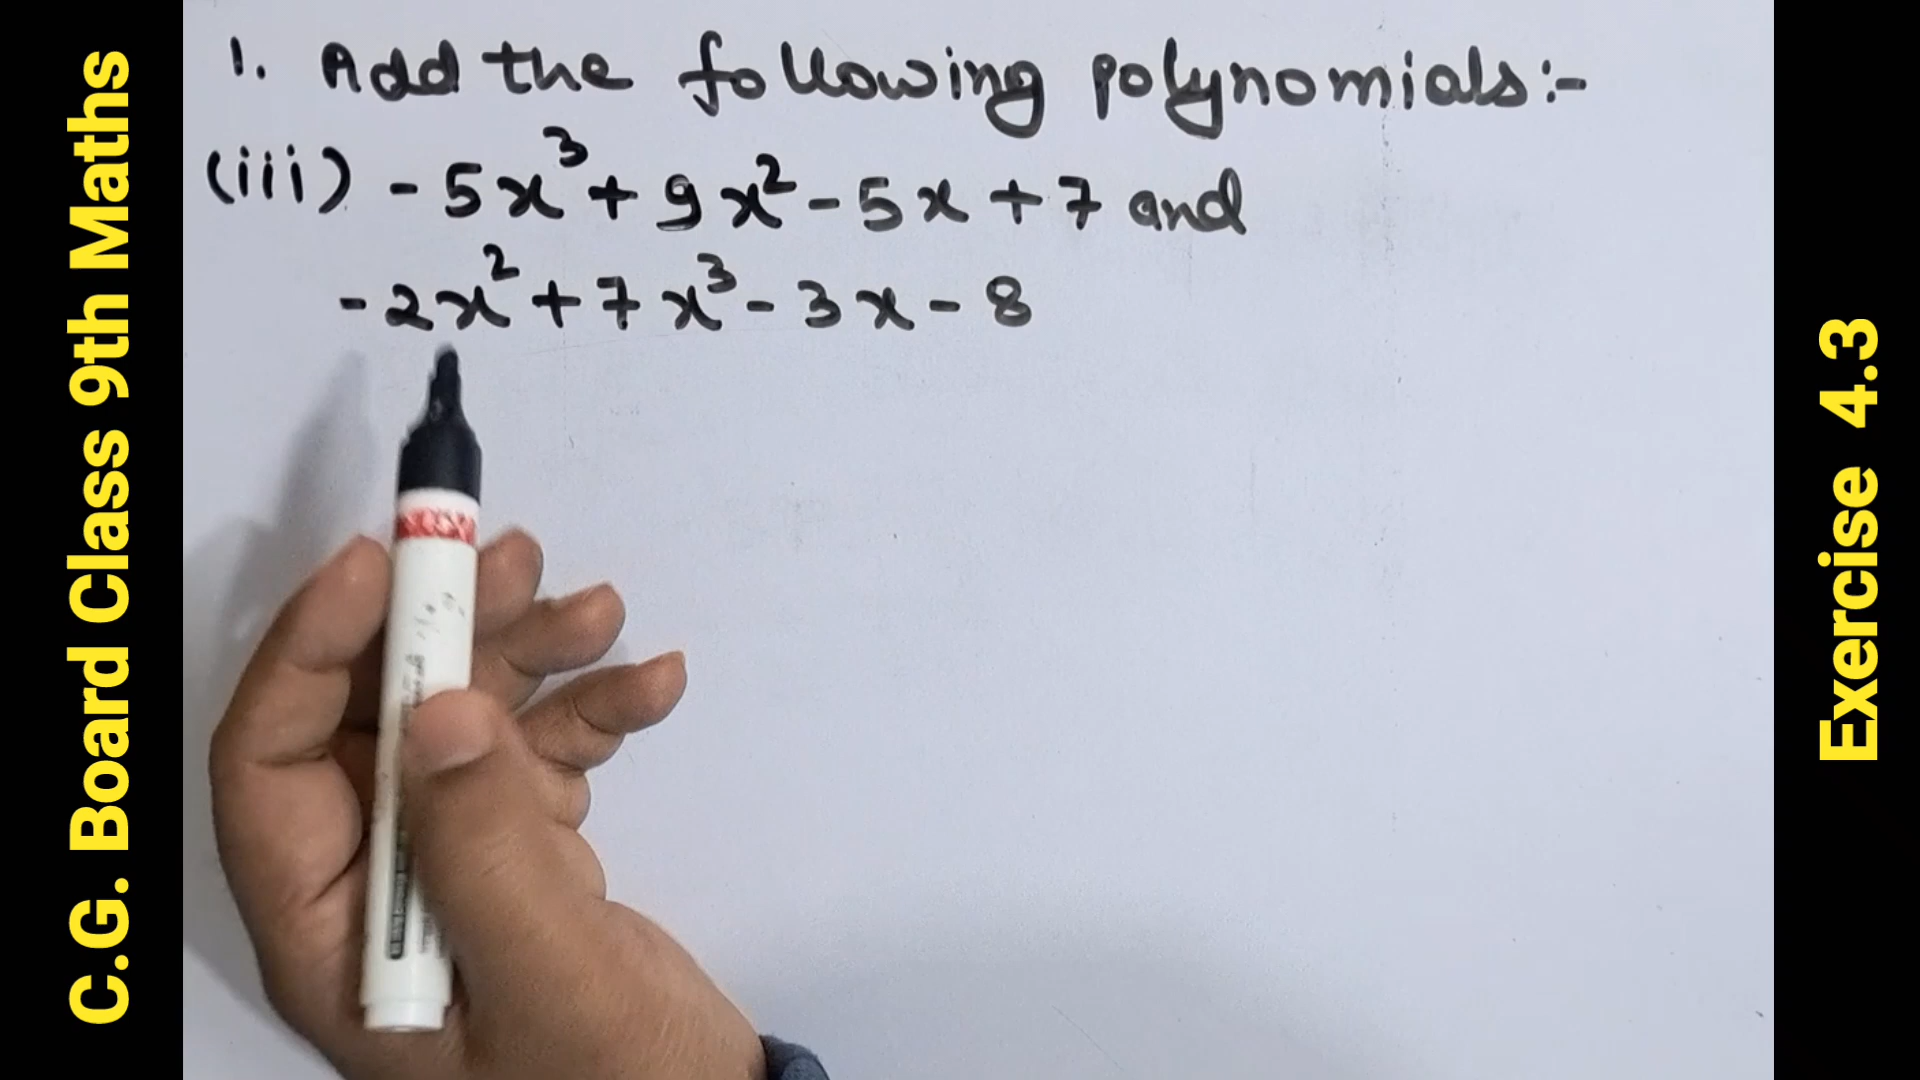 C.G. Board Class 9th Maths
1. Add the following polynomials:-
(iii) -5x³+9x²-5x+7 and
-2x²+7x³-3x-8
Exercise 4.3